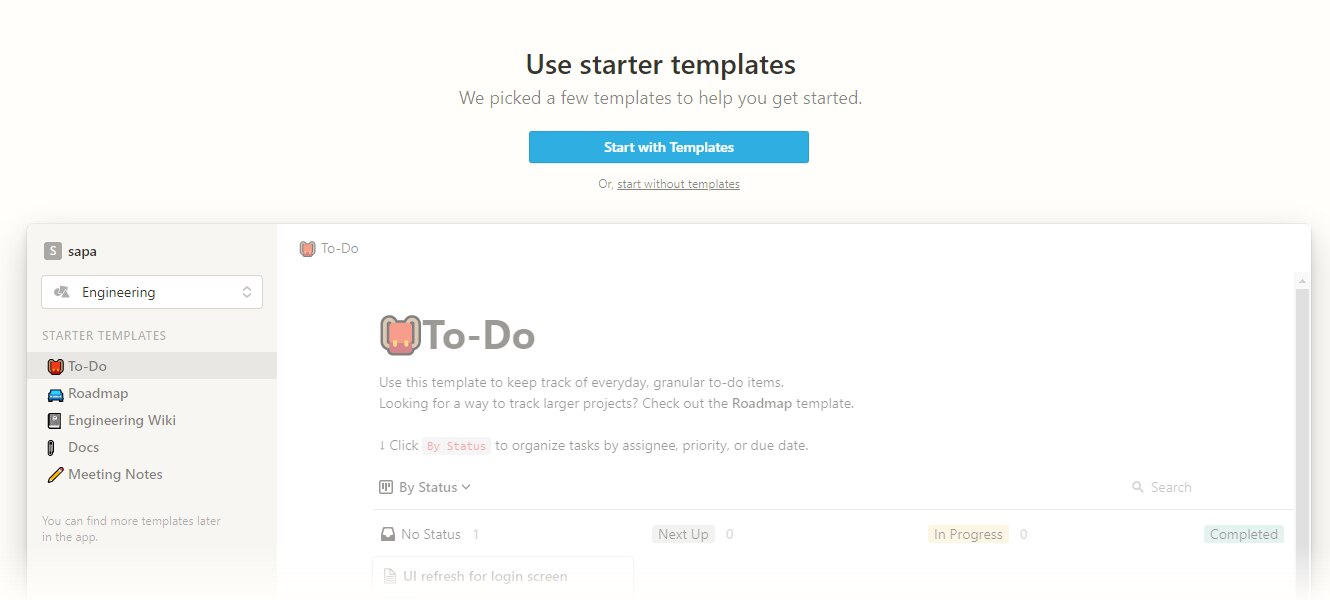 Use starter templates
We picked a few templates to help you get started.
Start with Templates
Or, start without templates
S sapa
Engineering
STARTER TEMPLATES
To-Do
Roadmap
Engineering Wiki
Docs
Meeting Notes
You can find more templates later
in the app.
To-Do
To-Do
Use this template to keep track of everyday, granular to-do items.
Looking for a way to track larger projects? Check out the Roadmap template.
↓ Click By Status to organize tasks by assignee, priority, or due date.
By Status
Search
No Status 1 Next Up 0 In Progress 0 Completed
UI refresh for login screen